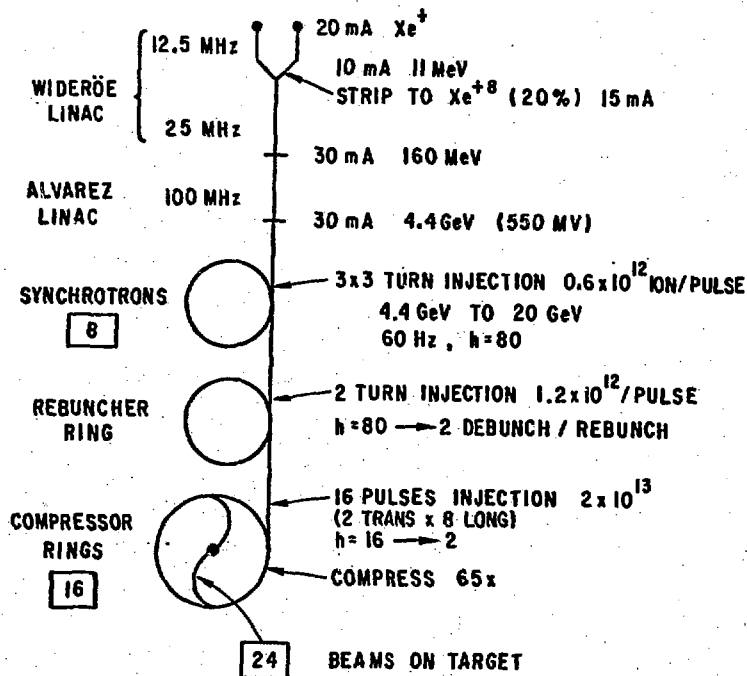 20 mA Xe+
12.5 MHz
10 mA 11 MeV
STRIP TO Xe+8 (20%) 15 mA
WIDERÖE
LINAC
25 MHz
30 mA 160 MeV
ALVAREZ
LINAC
100 MHz
30 mA 4.4 GeV (550 MV)
SYNCHROTRONS
8
3x3 TURN INJECTION 0.6x10^12 ION/PULSE
4.4 GeV TO 20 GeV
60 Hz, h=80
REBUNCHER
RING
2 TURN INJECTION 1.2x10^12/PULSE
h=80 → 2 DEBUNCH / REBUNCH
COMPRESSOR
RINGS
16
16 PULSES INJECTION 2x10^13
(2 TRANS x 8 LONG)
h=16 → 2
COMPRESS 65x
24 BEAMS ON TARGET